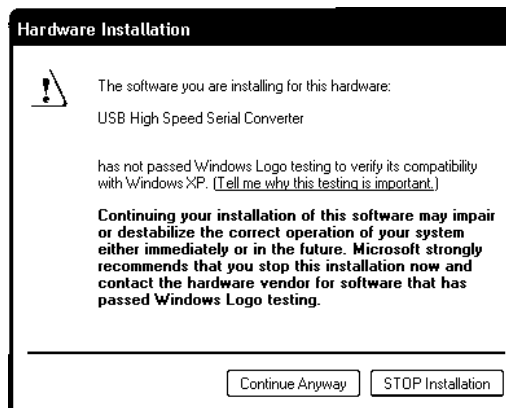 Hardware Installation
The software you are installing for this hardware:
USB High Speed Serial Converter
has not passed Windows Logo testing to verify its compatibility
with Windows XP. (Tell me why this testing is important.)
Continuing your installation of this software may impair
or destabilize the correct operation of your system
either immediately or in the future. Microsoft strongly
recommends that you stop this installation now and
contact the hardware vendor for software that has
passed Windows Logo testing.
Continue Anyway
STOP Installation